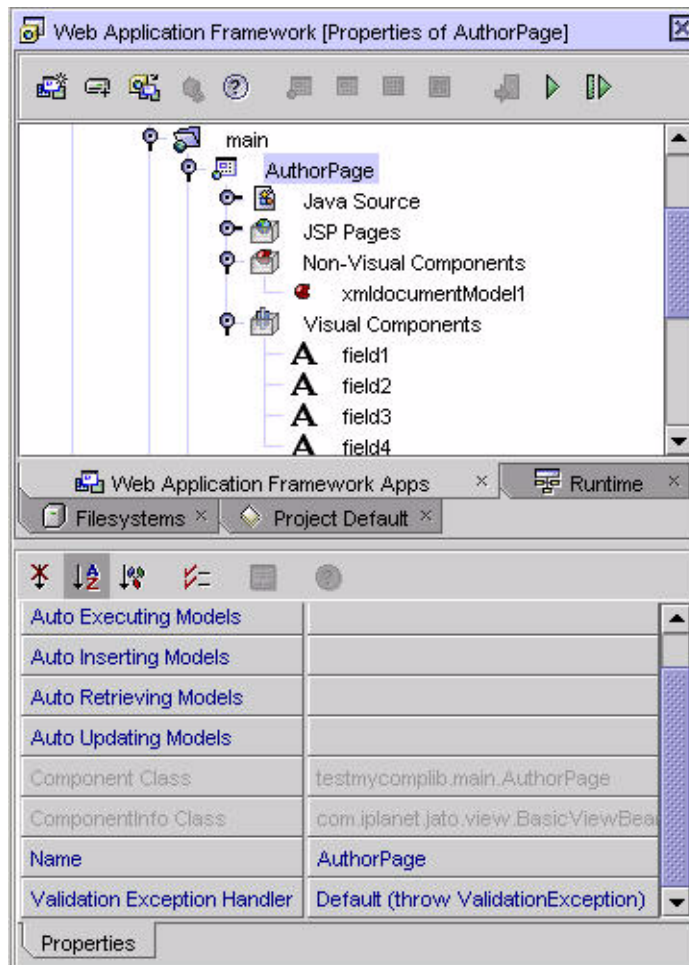 Web Application Framework [Properties of AuthorPage]
main
AuthorPage
Java Source
JSP Pages
Non-Visual Components
xmldocumentModel1
Visual Components
A field1
A field2
A field3
A field4
Web Application Framework Apps
Runtime
Filesystems
Project Default
Auto Executing Models
Auto Inserting Models
Auto Retrieving Models
Auto Updating Models
Component Class testmycomplib.main.AuthorPage
ComponentInfo Class com.iplanet.jato.view.BasicViewBea
Name AuthorPage
Validation Exception Handler Default (throw ValidationException)
Properties